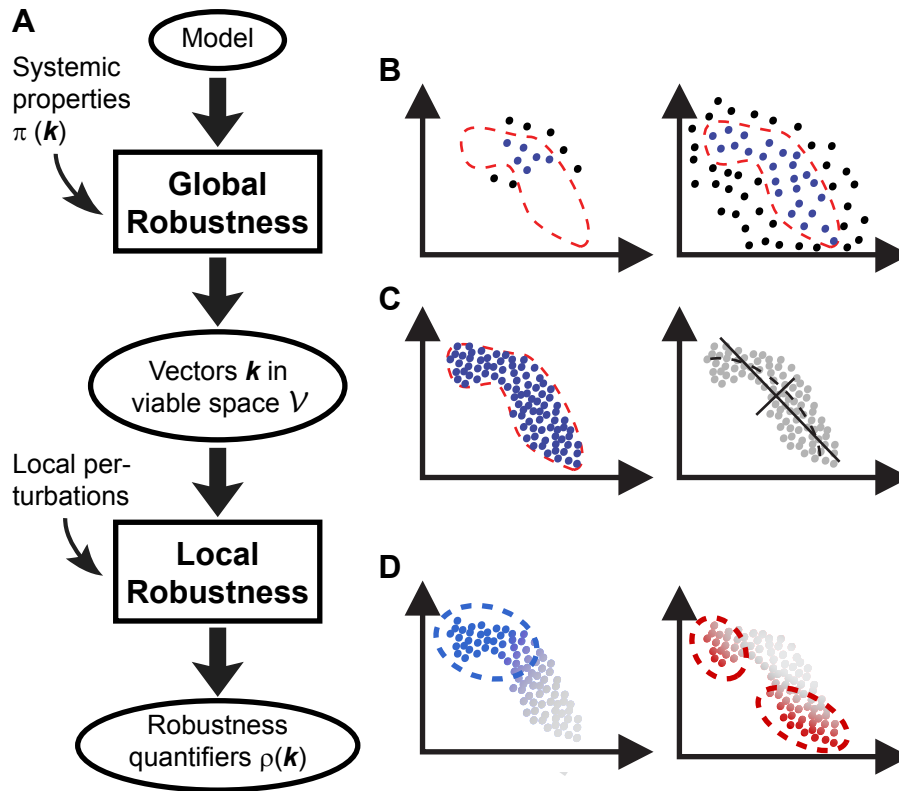 A
Model
Systemic
properties
π (k)
Global
Robustness
Vectors k in
viable space V
Local per-
turbations
Local
Robustness
Robustness
quantifiers ρ(k)
B
C
D